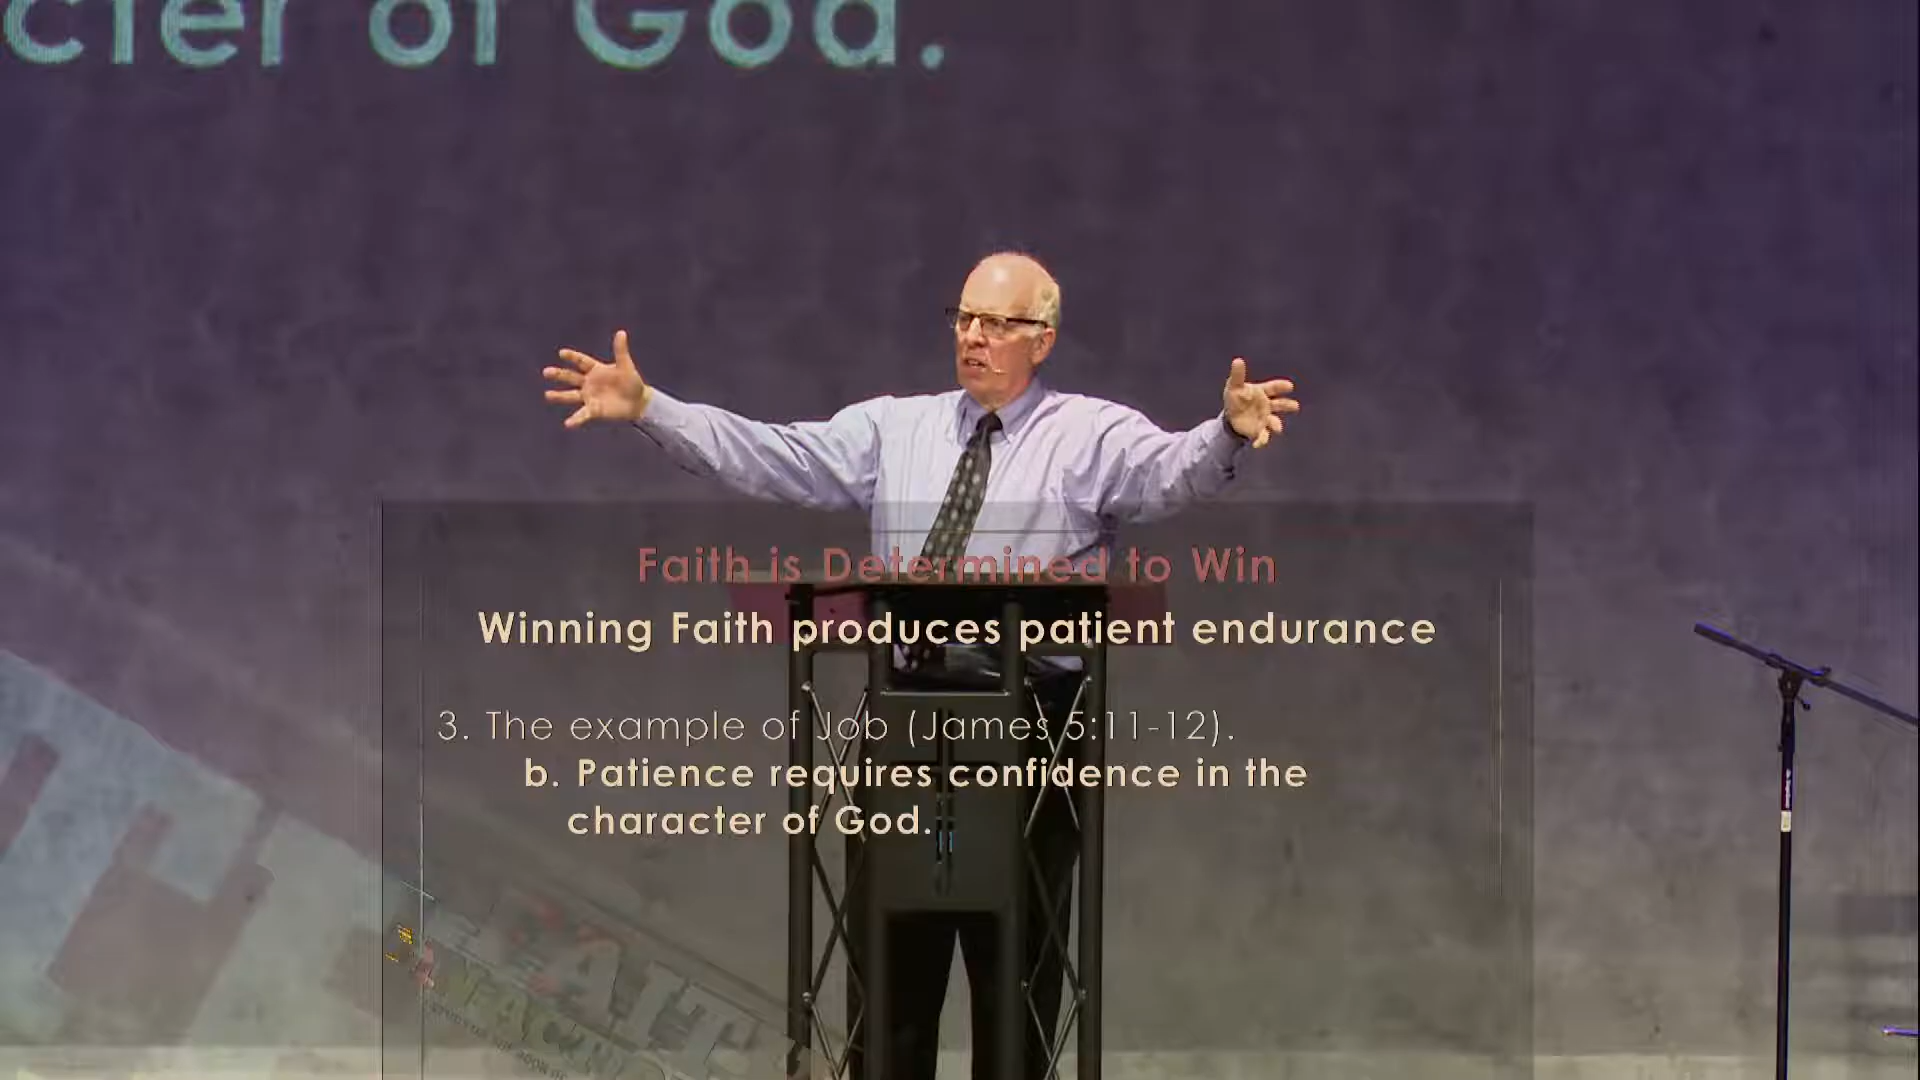 cter of God.
Faith is Determined to Win
Winning Faith produces patient endurance
3. The example of Job (James 5:11-12).
b. Patience requires confidence in the
character of God.